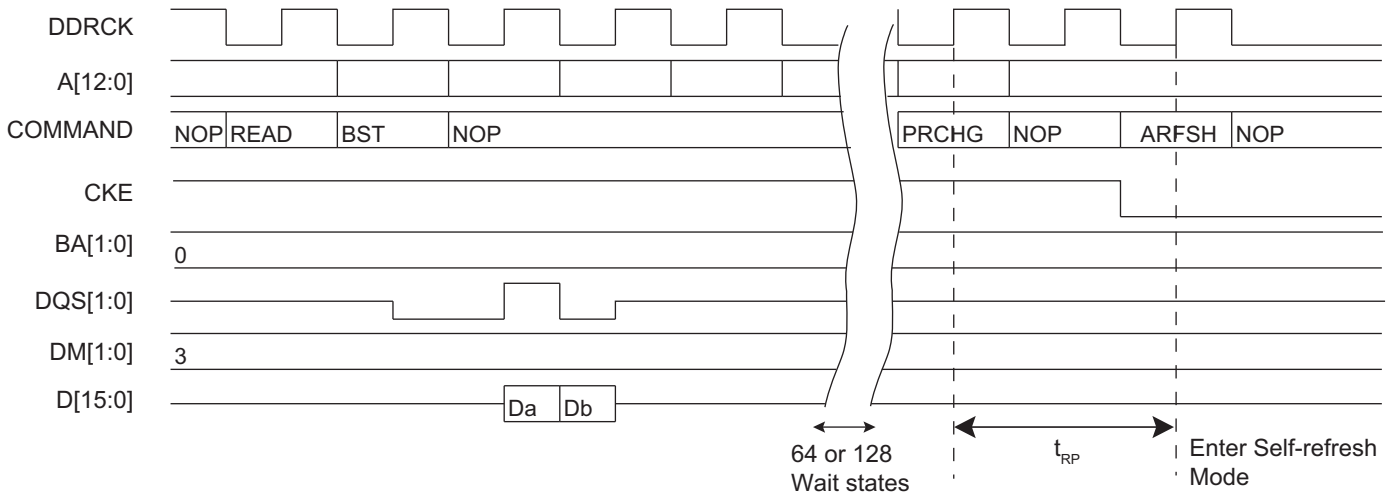 DDRCK
A[12:0]
COMMAND NOP READ BST NOP PRCHG NOP ARFSH NOP
CKE
BA[1:0] 0
DQS[1:0]
DM[1:0] 3
D[15:0] Da Db
64 or 128
Wait states
tRP
Enter Self-refresh
Mode